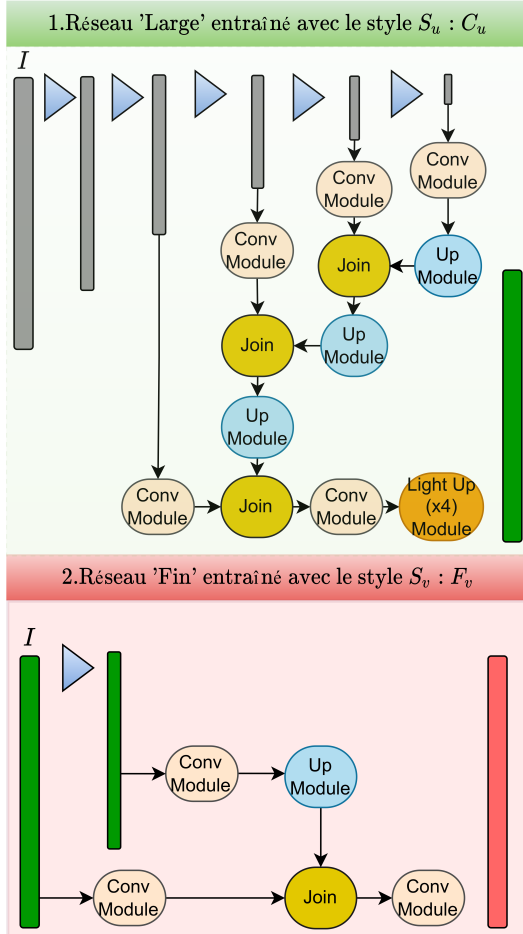 1.Réseau 'Large' entraîné avec le style S_u : C_u
I
Conv
Module
Conv
Module
Conv
Module
Join
Up
Module
Join
Up
Module
Up
Module
Conv
Module
Join
Conv
Module
Light Up
(x4)
Module
2.Réseau 'Fin' entraîné avec le style S_v : F_v
I
Conv
Module
Up
Module
Conv
Module
Join
Conv
Module